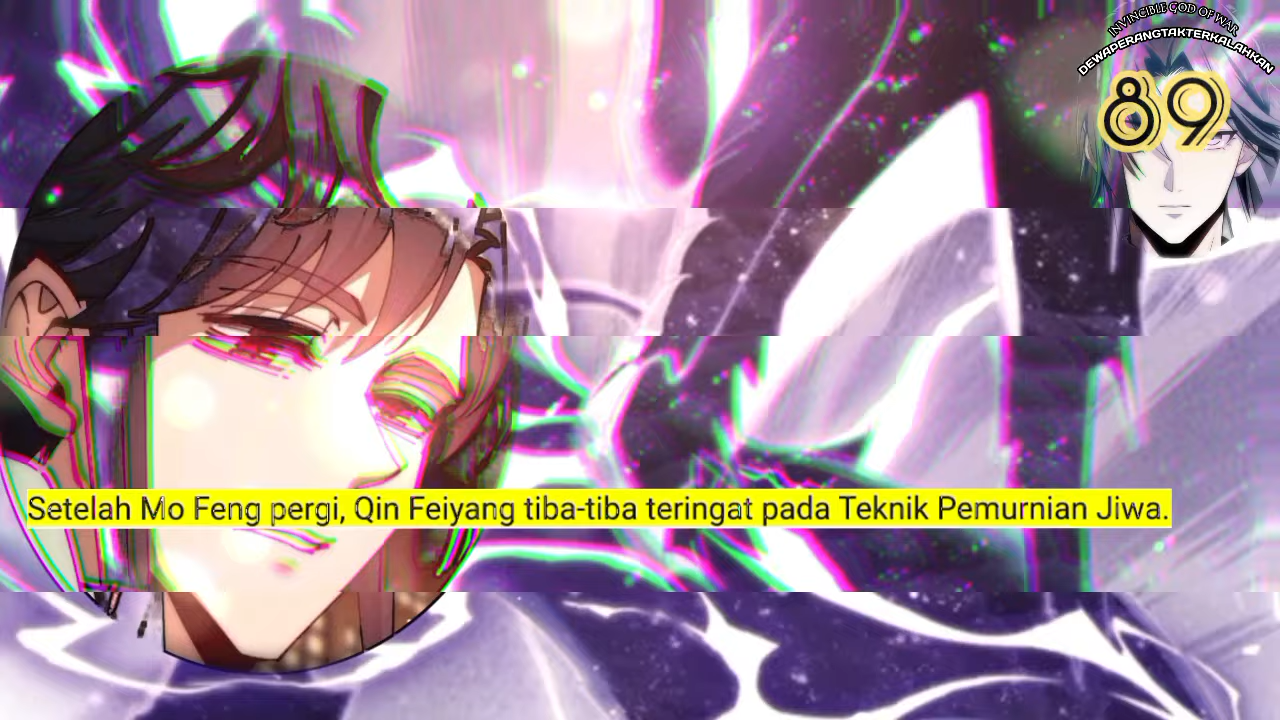 INVINCIBLE GOD OF WAR
DEWAPERANGTAKTERKALAHKAN
89
Setelah Mo Feng pergi, Qin Feiyang tiba-tiba teringat pada Teknik Pemurnian Jiwa.